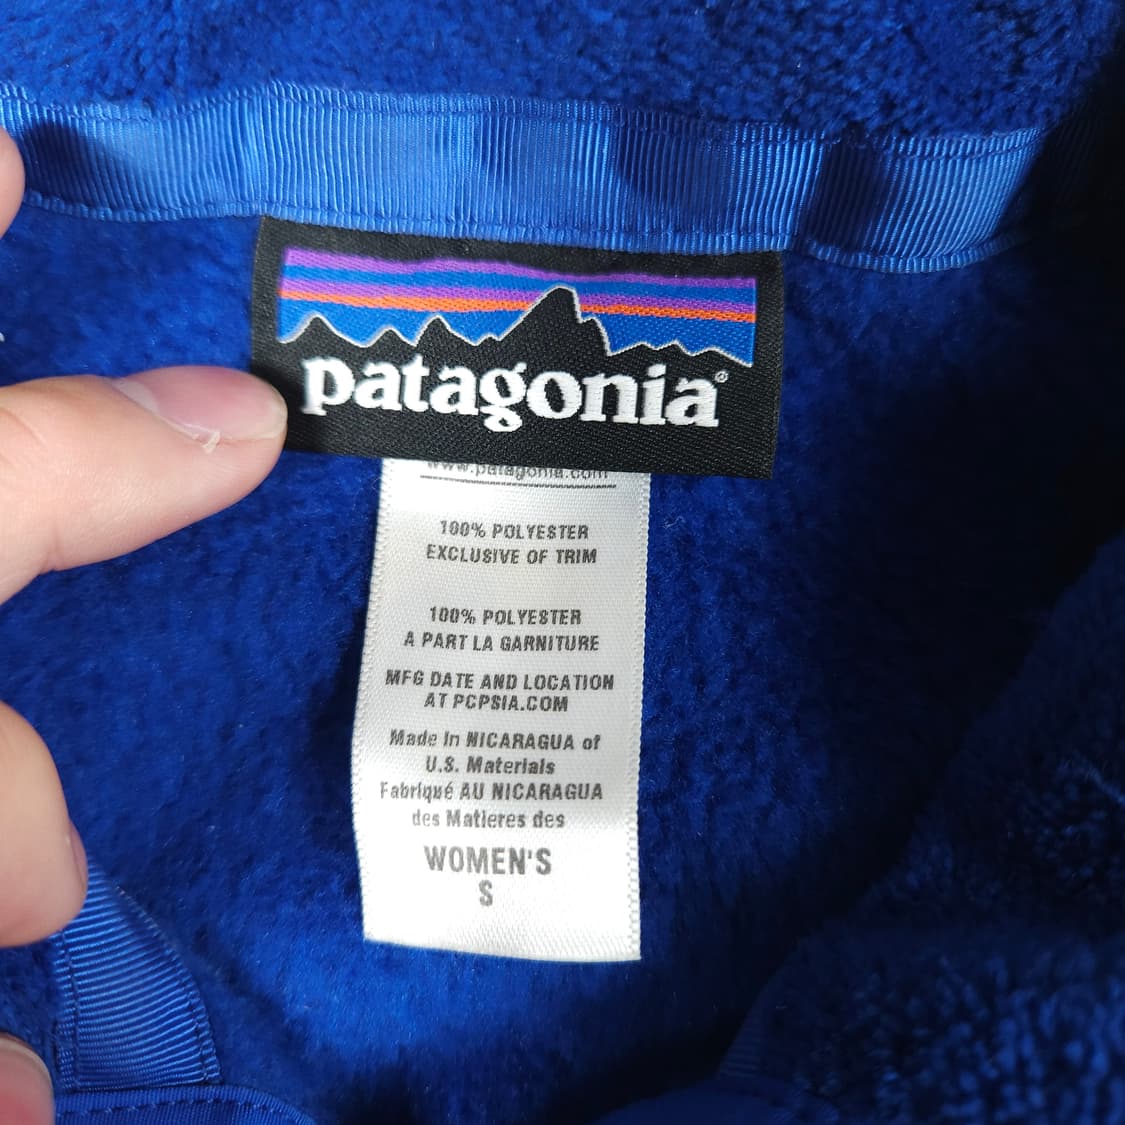 patagonia®
www.patagonia.com
100% POLYESTER
EXCLUSIVE OF TRIM
100% POLYESTER
A PART LA GARNITURE
MFG DATE AND LOCATION
AT PCPSIA.COM
Made In NICARAGUA of
U.S. Materials
Fabriqué AU NICARAGUA
des Matieres des
WOMEN'S
S